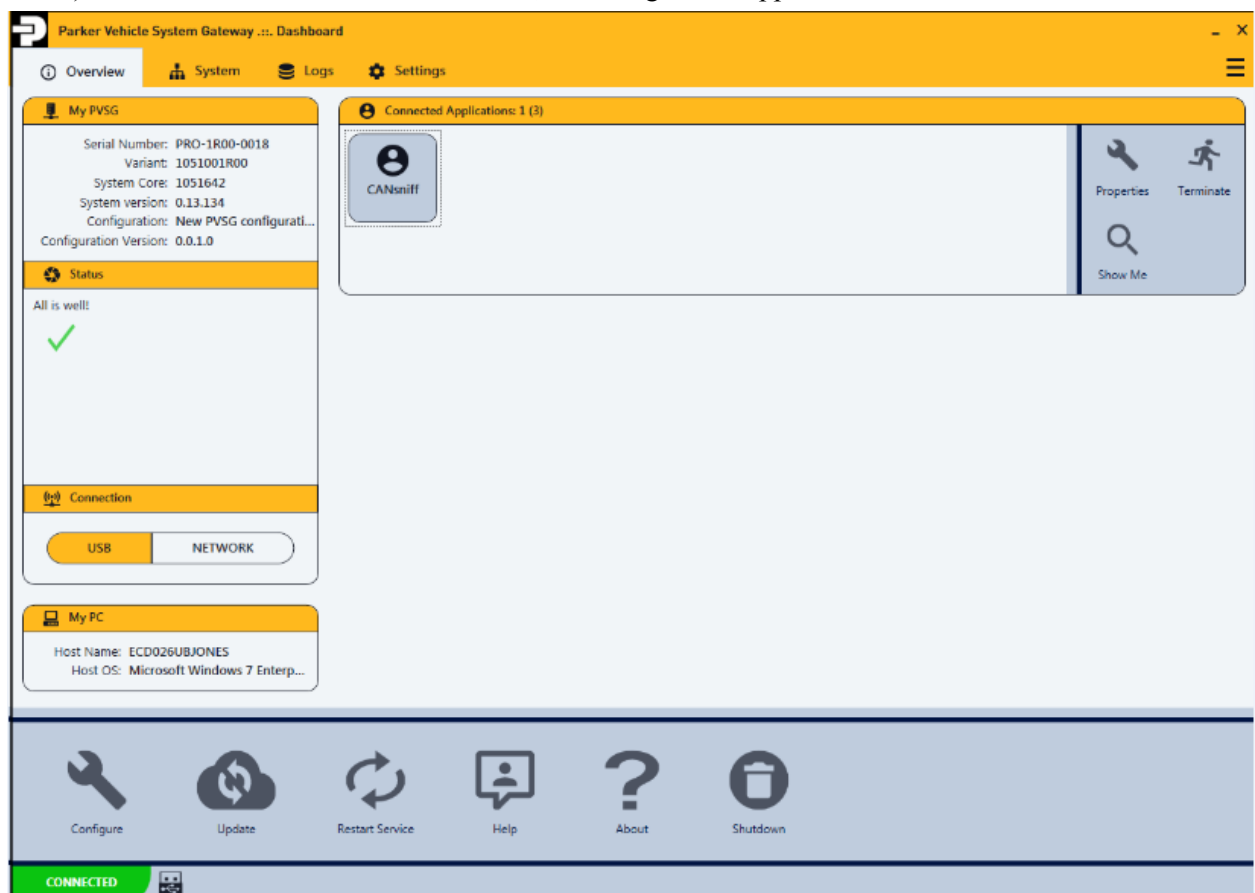 Parker Vehicle System Gateway .::. Dashboard
Overview System Logs Settings
My PVSG
Serial Number: PRO-1R00-0018
Variant: 1051001R00
System Core: 1051642
System version: 0.13.134
Configuration: New PVSG configurati...
Configuration Version: 0.0.1.0
Status
All is well!
Connection
USB NETWORK
My PC
Host Name: ECD026UBJONES
Host OS: Microsoft Windows 7 Enterp...
Connected Applications: 1 (3)
CANsniff
Properties Terminate
Show Me
Configure Update Restart Service Help About Shutdown
CONNECTED